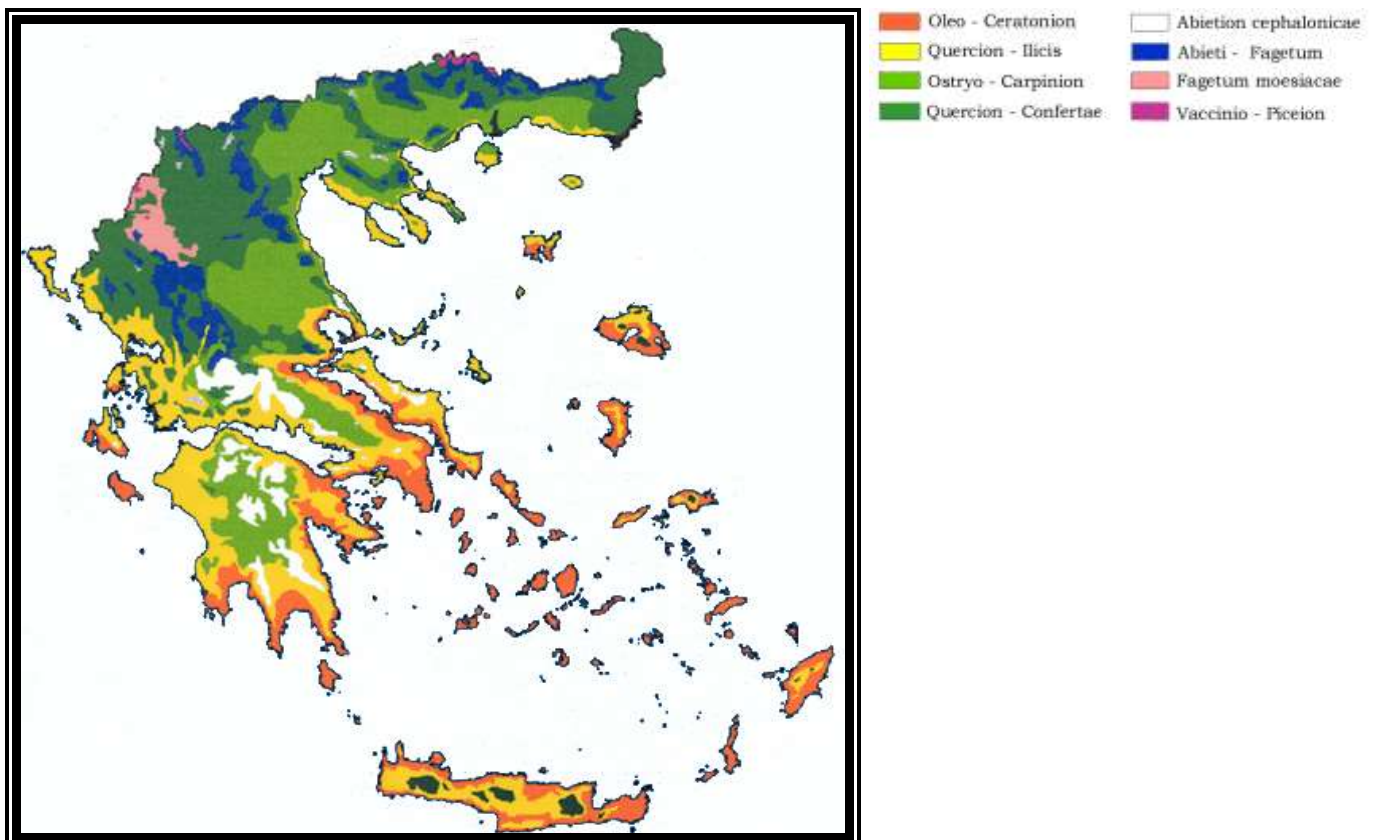 Oleo - Ceratonion
Quercion - Ilicis
Ostryo - Carpinion
Quercion - Confertae
Abietion cephalonicae
Abieti - Fagetum
Fagetum moesiacae
Vaccinio - Piceion